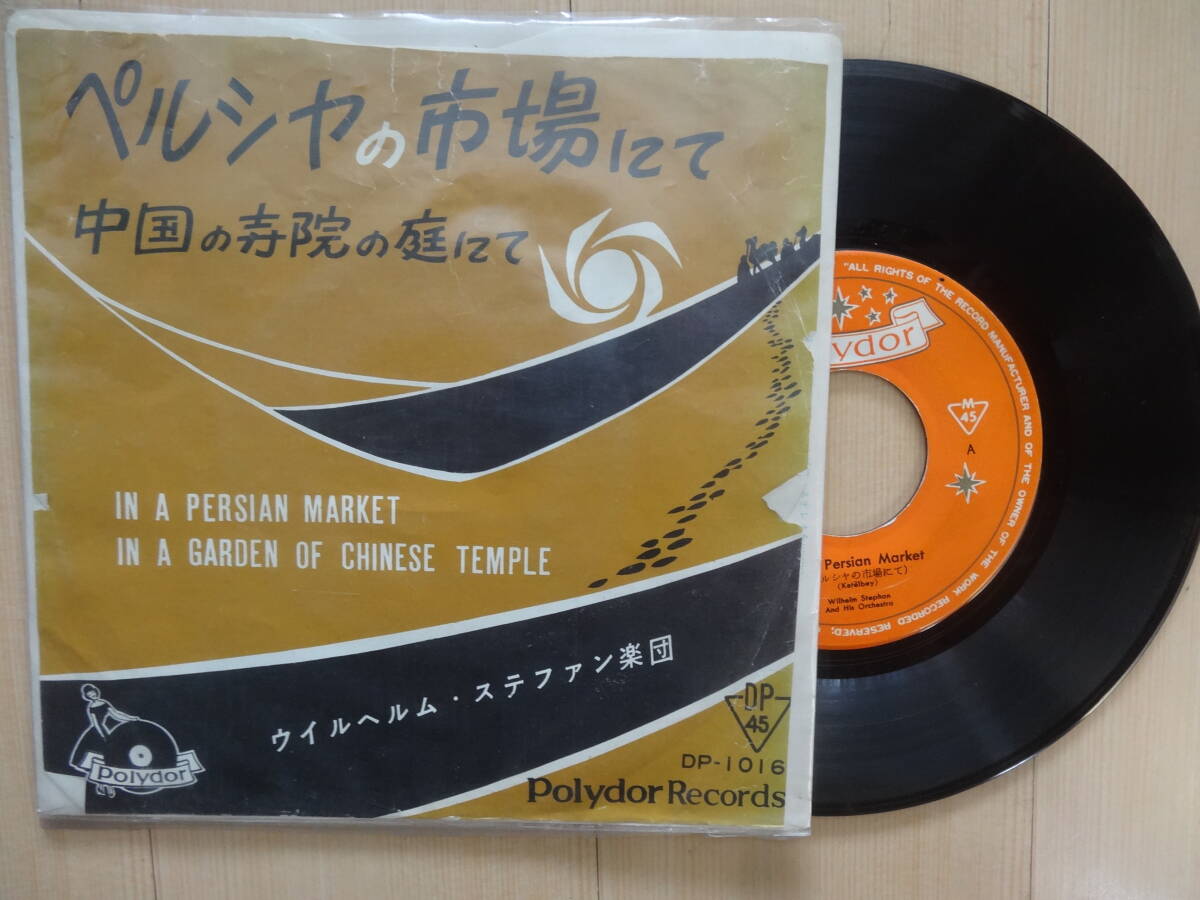 ペルシヤの市場にて
中国の寺院の庭にて
IN A PERSIAN MARKET
IN A GARDEN OF CHINESE TEMPLE
ウイルヘルム・ステファン楽団
Polydor
DP
45
DP-1016
Polydor Records
"ALL RIGHTS OF THE RECORD MANUFACTURER AND OF THE OWNER OF THE WORK RECORDED RESERVED;
ydor
M
45
A
Persian Market
ルシャの市場にて)
(Ketèlbey)
Wilhelm Stephan
And His Orchestra